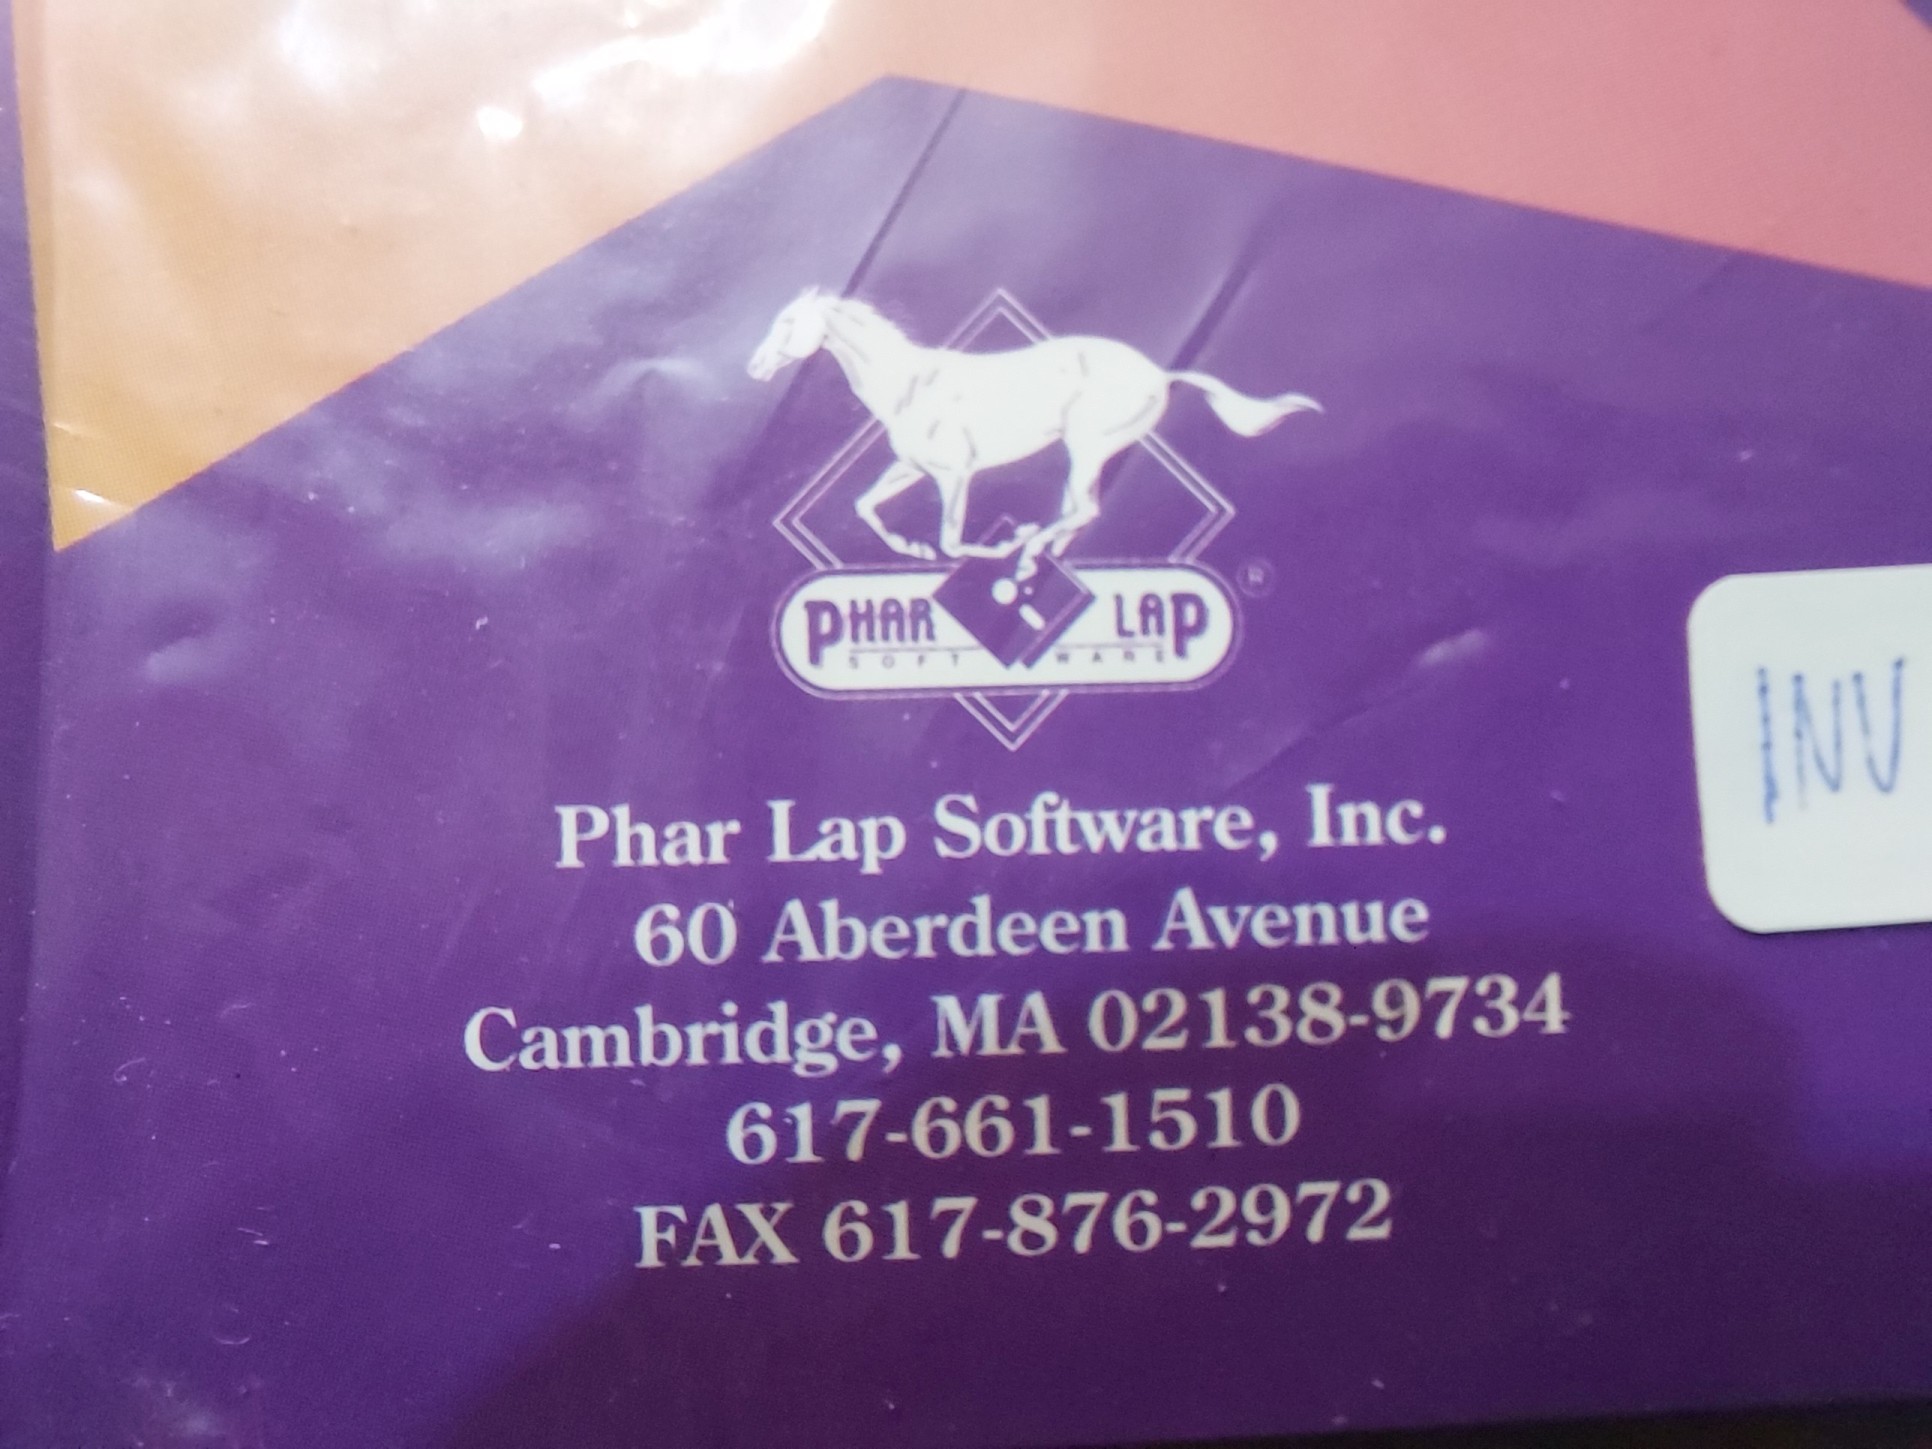 PHAR LAP
SOFTWARE
®
INV
Phar Lap Software, Inc.
60 Aberdeen Avenue
Cambridge, MA 02138-9734
617-661-1510
FAX 617-876-2972